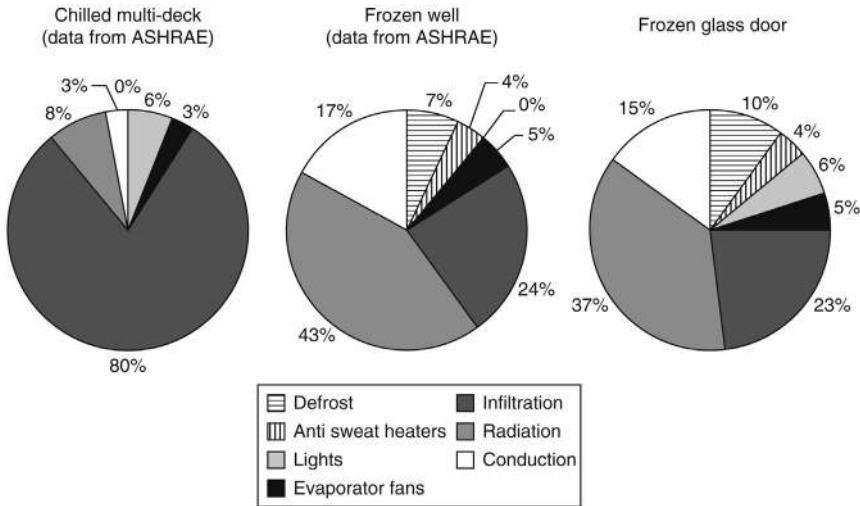 Chilled multi-deck
(data from ASHRAE)
3%
0%
6%
3%
8%
80%
Frozen well
(data from ASHRAE)
17%
7%
4%
0%
5%
24%
43%
Frozen glass door
15%
10%
4%
6%
5%
23%
37%
Defrost
Anti sweat heaters
Lights
Evaporator fans
Infiltration
Radiation
Conduction